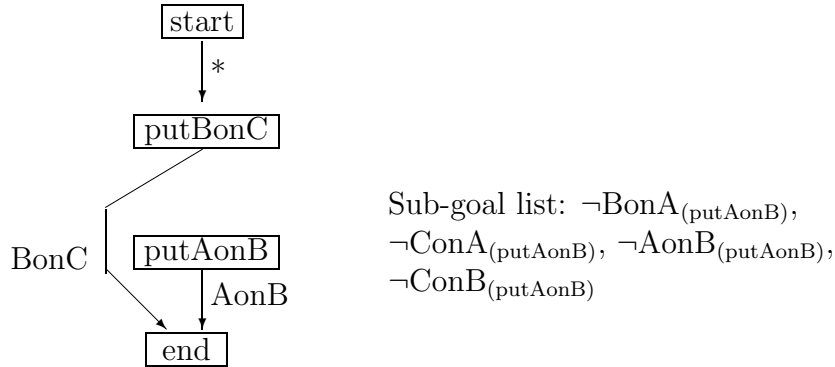 start
*
putBonC
BonC
putAonB
AonB
end
Sub-goal list: ¬BonA(putAonB),
¬ConA(putAonB), ¬AonB(putAonB),
¬ConB(putAonB)